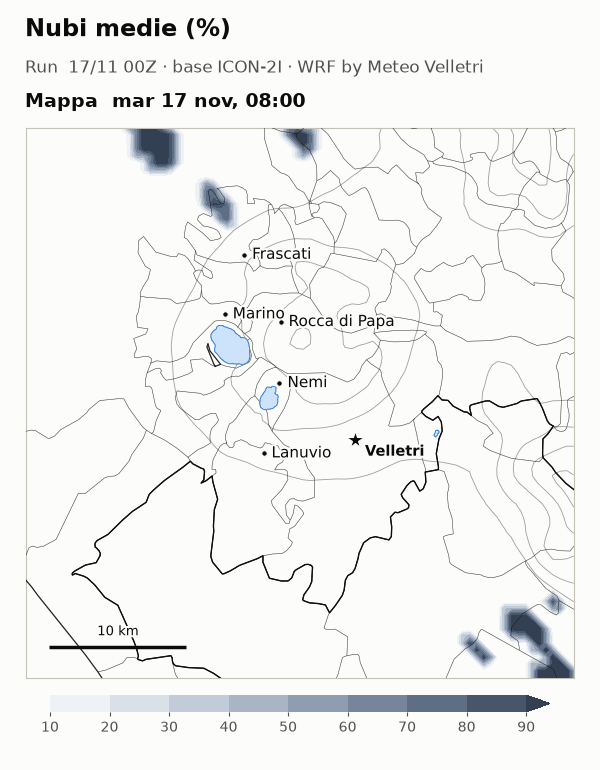 Nubi medie (%)
Run 17/11 00Z · base ICON-2I · WRF by Meteo Velletri
Mappa mar 17 nov, 08:00
Frascati
Marino
Rocca di Papa
Nemi
Velletri
Lanuvio
10 km
10 20 30 40 50 60 70 80 90